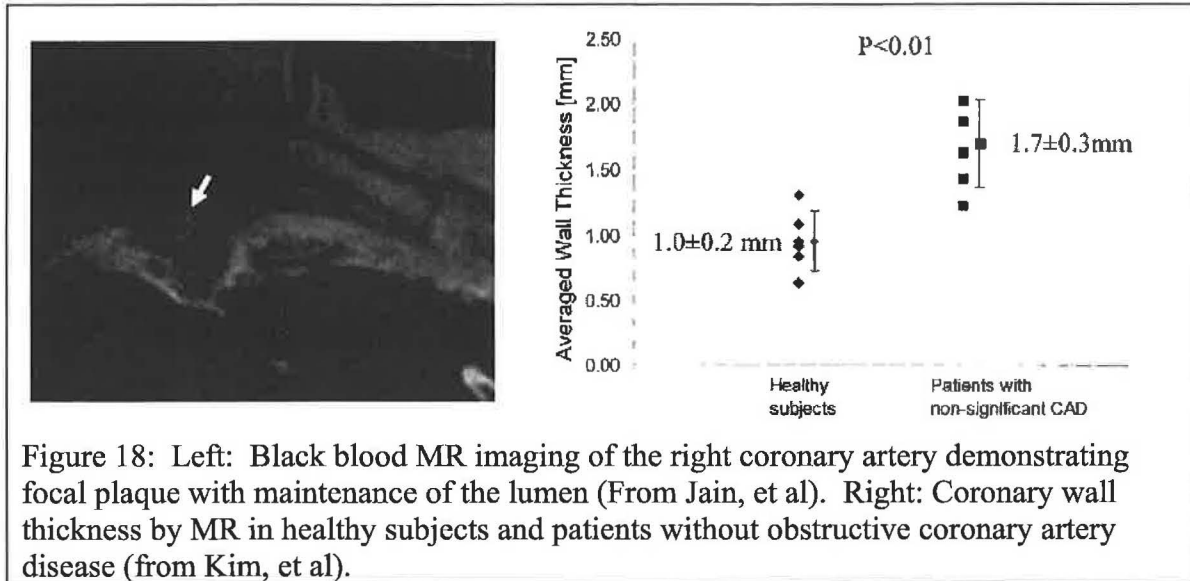 2.50
P<0.01
Averaged Wall Thickness [mm]
2.00
1.7±0.3mm
1.50
1.0±0.2 mm
1.00
0.50
0.00
Healthy
subjects
Patients with
non-significant CAD
Figure 18: Left: Black blood MR imaging of the right coronary artery demonstrating
focal plaque with maintenance of the lumen (From Jain, et al). Right: Coronary wall
thickness by MR in healthy subjects and patients without obstructive coronary artery
disease (from Kim, et al).